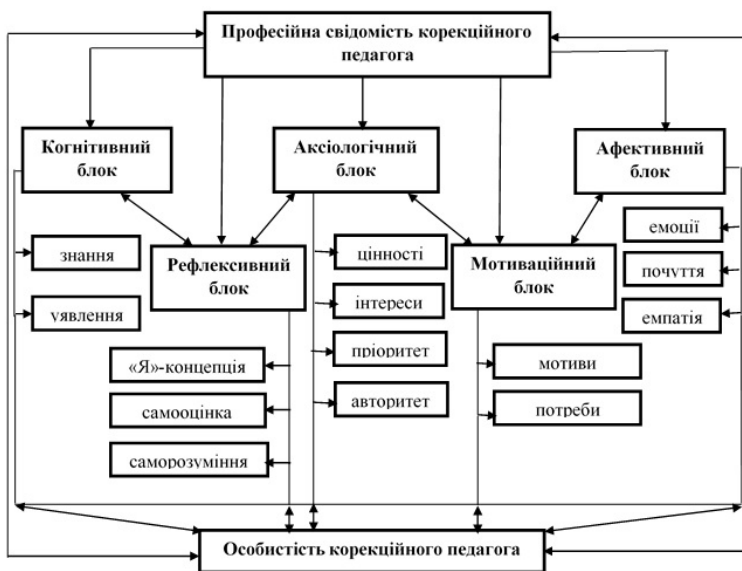 Професійна свідомість корекційного
педагога
Когнітивний
блок
Аксіологічний
блок
Афективний
блок
знання
уявлення
Рефлексивний
блок
цінності
інтереси
пріоритет
авторитет
Мотиваційний
блок
емоції
почуття
емпатія
«Я»-концепція
самооцінка
саморозуміння
мотиви
потреби
Особистість корекційного педагога